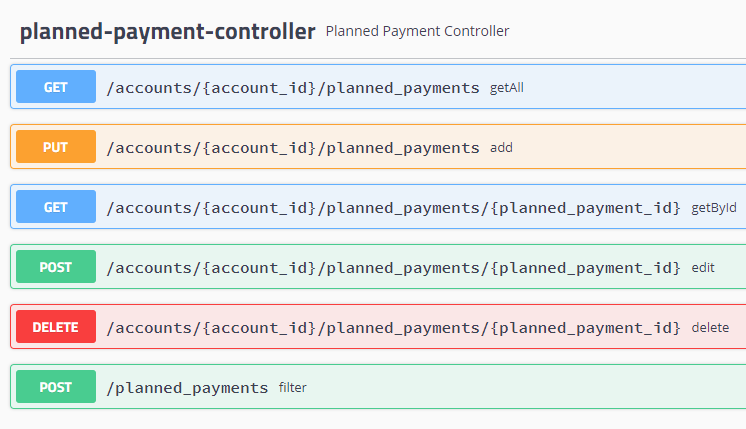 planned-payment-controller Planned Payment Controller
GET /accounts/{account_id}/planned_payments getAll
PUT /accounts/{account_id}/planned_payments add
GET /accounts/{account_id}/planned_payments/{planned_payment_id} getById
POST /accounts/{account_id}/planned_payments/{planned_payment_id} edit
DELETE /accounts/{account_id}/planned_payments/{planned_payment_id} delete
POST /planned_payments filter